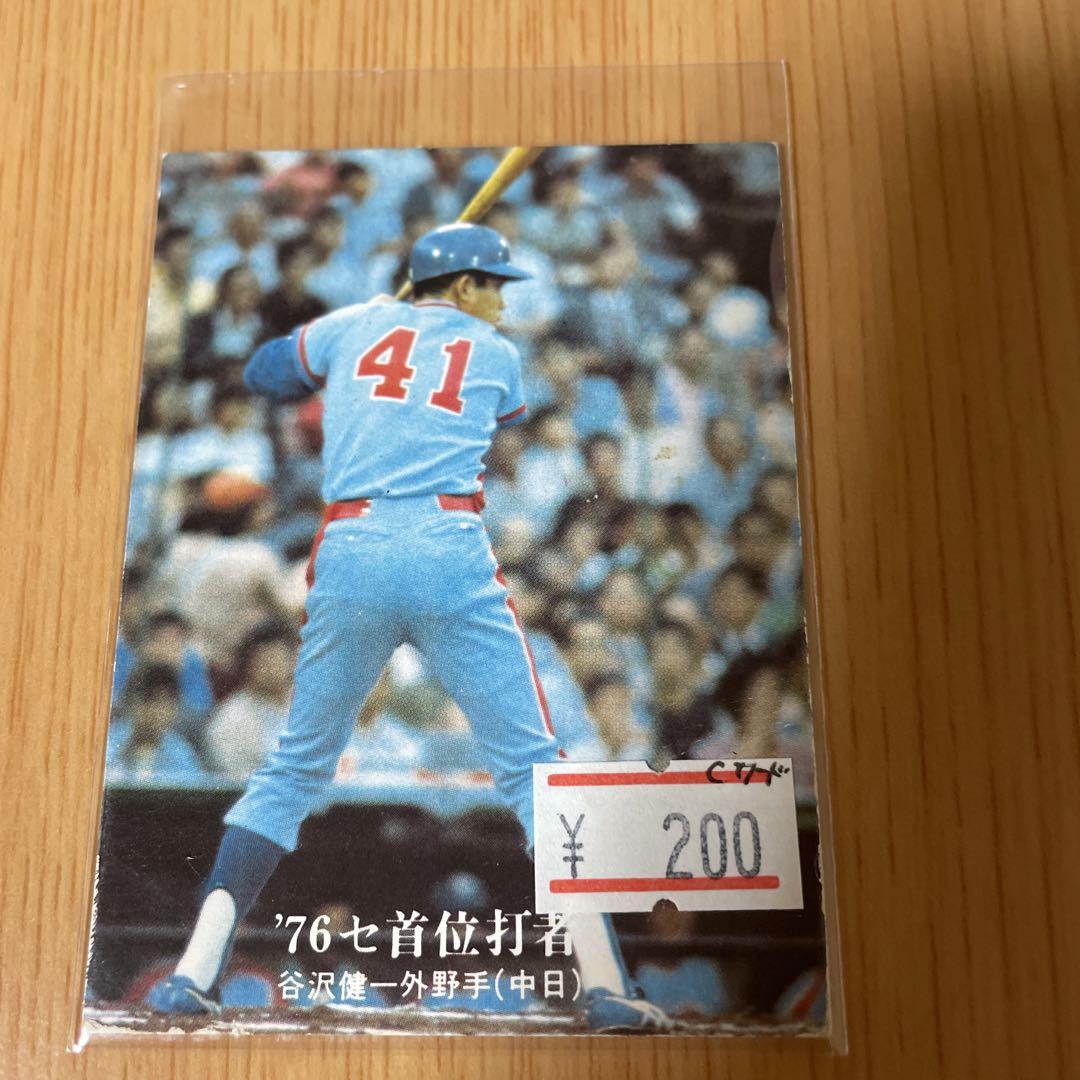 41
Cカード
¥ 200
'76セ首位打者
谷沢健一外野手(中日)